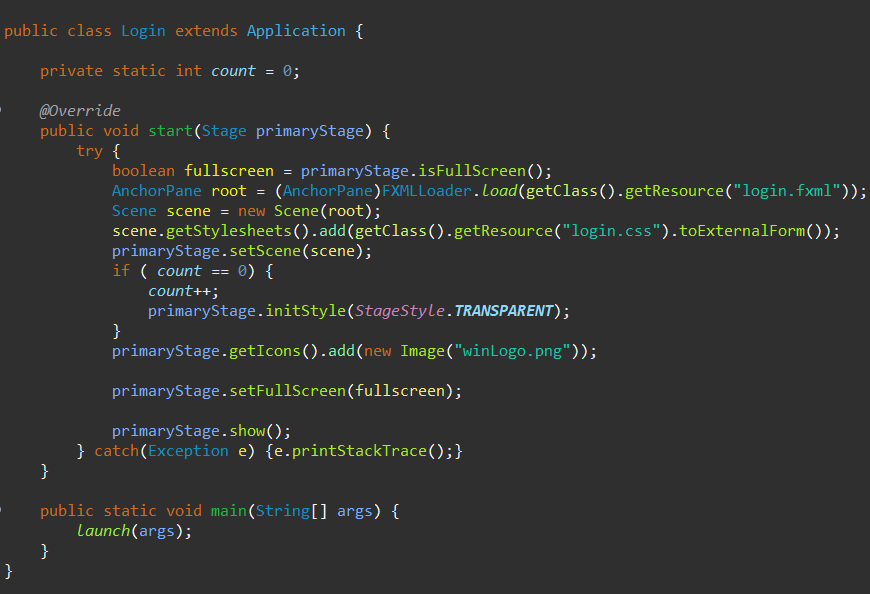 public class Login extends Application {
    private static int count = 0;
    @Override
    public void start(Stage primaryStage) {
        try {
            boolean fullscreen = primaryStage.isFullScreen();
            AnchorPane root = (AnchorPane)FXMLLoader.load(getClass().getResource("login.fxml"));
            Scene scene = new Scene(root);
            scene.getStylesheets().add(getClass().getResource("login.css").toExternalForm());
            primaryStage.setScene(scene);
            if ( count == 0) {
                count++;
                primaryStage.initStyle(StageStyle.TRANSPARENT);
            }
            primaryStage.getIcons().add(new Image("winLogo.png"));
            primaryStage.setFullScreen(fullscreen);
            primaryStage.show();
        } catch(Exception e) {e.printStackTrace();}
    }
    public static void main(String[] args) {
        launch(args);
    }
}